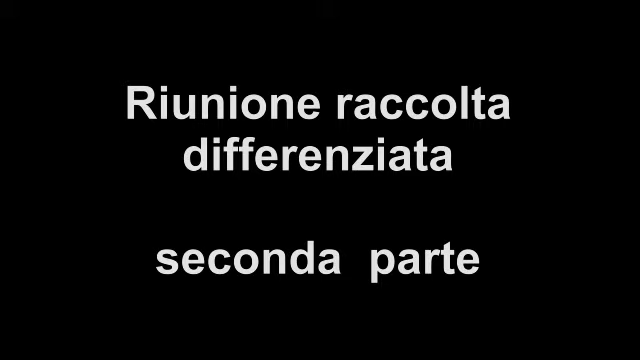 Riunione raccolta
differenziata
seconda parte